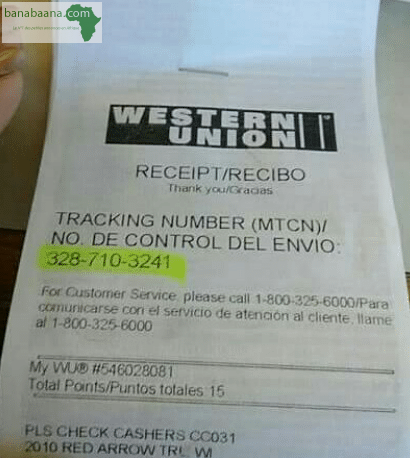 banabaana.com
WESTERN
UNION
RECEIPT/RECIBO
Thank you/Gracias
TRACKING NUMBER (MTCN)/
NO. DE CONTROL DEL ENVIO:
328-710-3241
For Customer Service, please call 1-800-325-6000/Para
comunicarse con el servicio de atención al cliente, llame
al 1-800-325-6000
My WU® #546028081
Total Points/Puntos totales: 15
PLS CHECK CASHERS CC031
2010 RED ARROW TRL WI